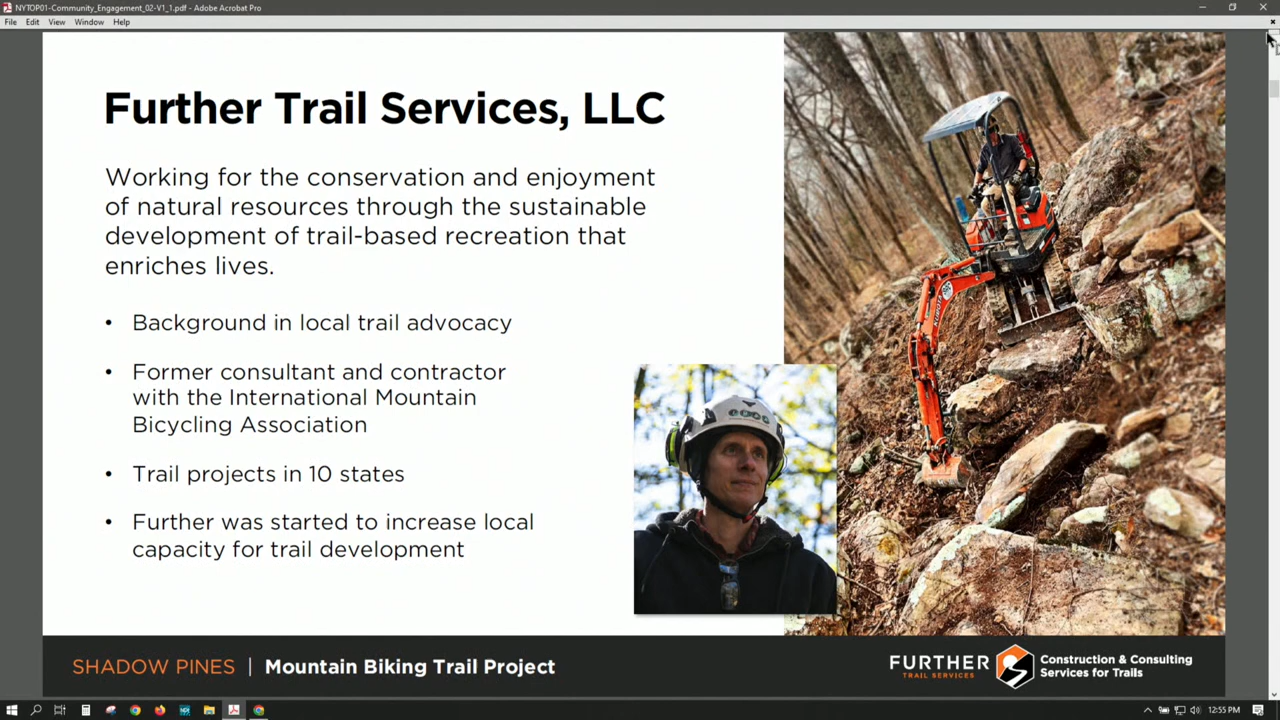 NYTOP01-Community_Engagement_02-V1_1.pdf - Adobe Acrobat Pro
File Edit View Window Help
Further Trail Services, LLC
Working for the conservation and enjoyment
of natural resources through the sustainable
development of trail-based recreation that
enriches lives.
• Background in local trail advocacy
• Former consultant and contractor
with the International Mountain
Bicycling Association
• Trail projects in 10 states
• Further was started to increase local
capacity for trail development
SHADOW PINES | Mountain Biking Trail Project
FURTHER
TRAIL SERVICES
Construction & Consulting
Services for Trails
12:55 PM